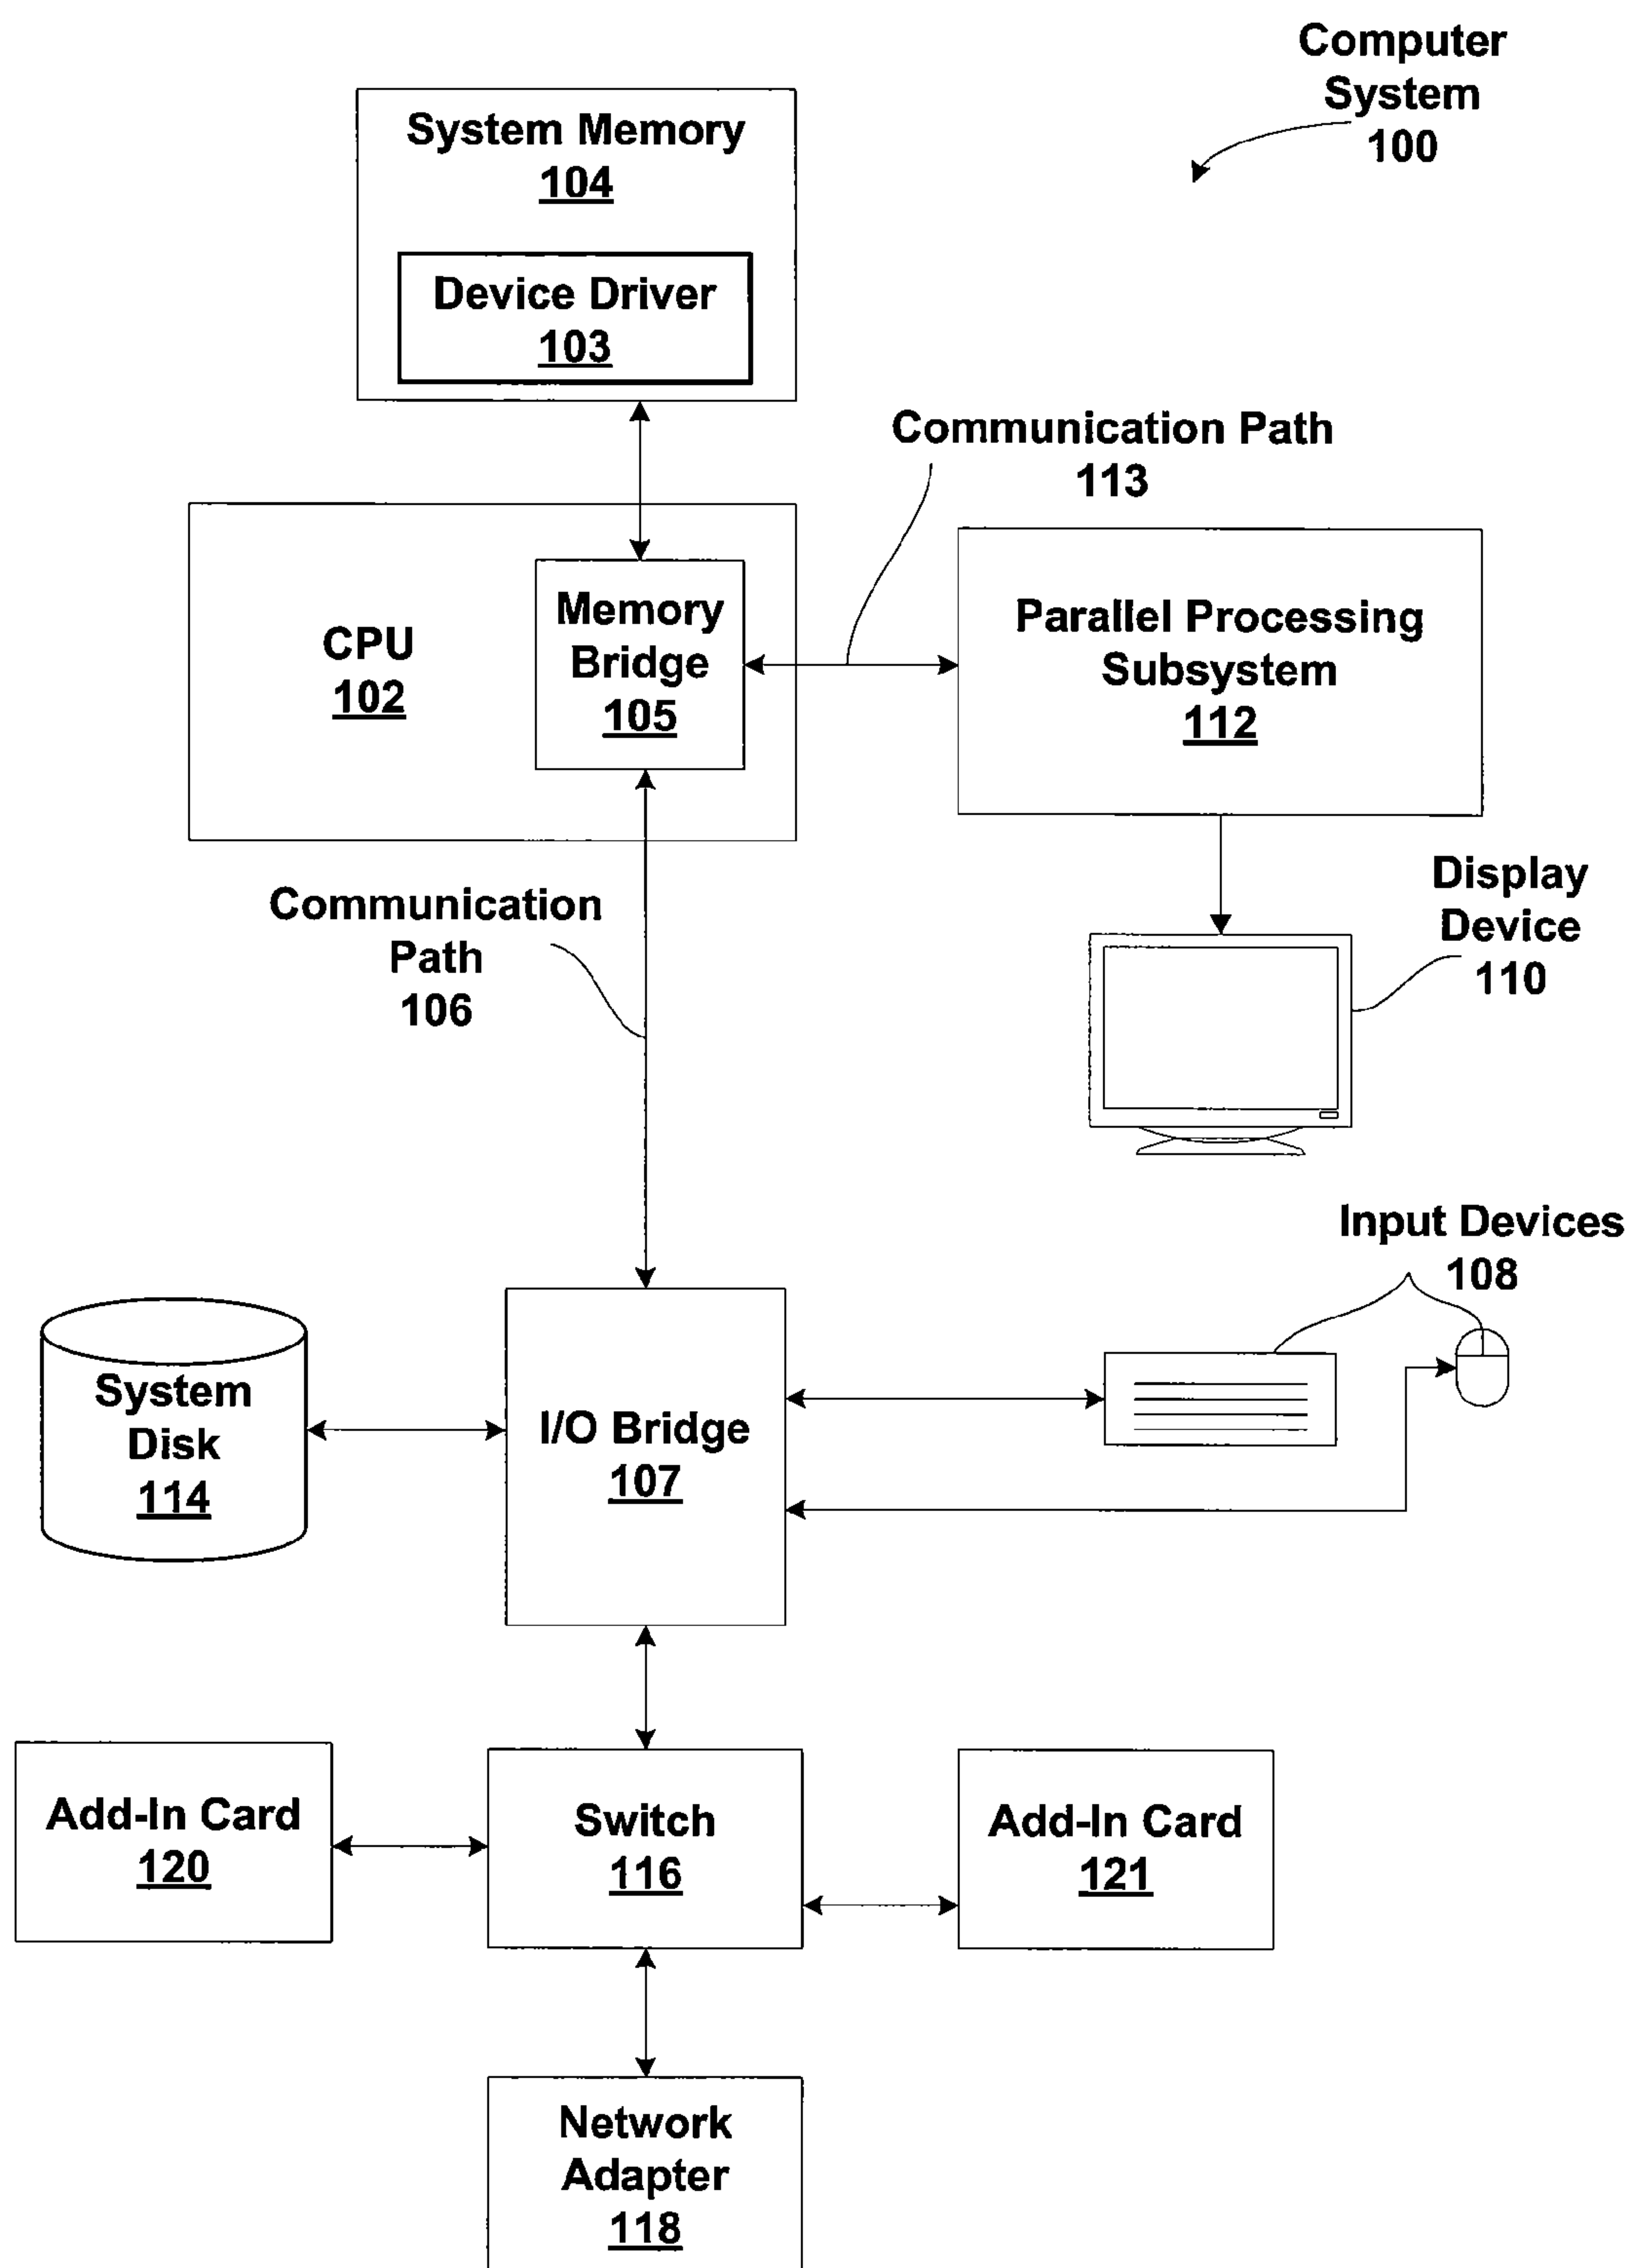 Computer
System
100
System Memory
104
Device Driver
103
Communication Path
113
CPU
102
Memory
Bridge
105
Parallel Processing
Subsystem
112
Communication
Path
106
Display
Device
110
Input Devices
108
System
Disk
114
I/O Bridge
107
Add-In Card
120
Switch
116
Add-In Card
121
Network
Adapter
118